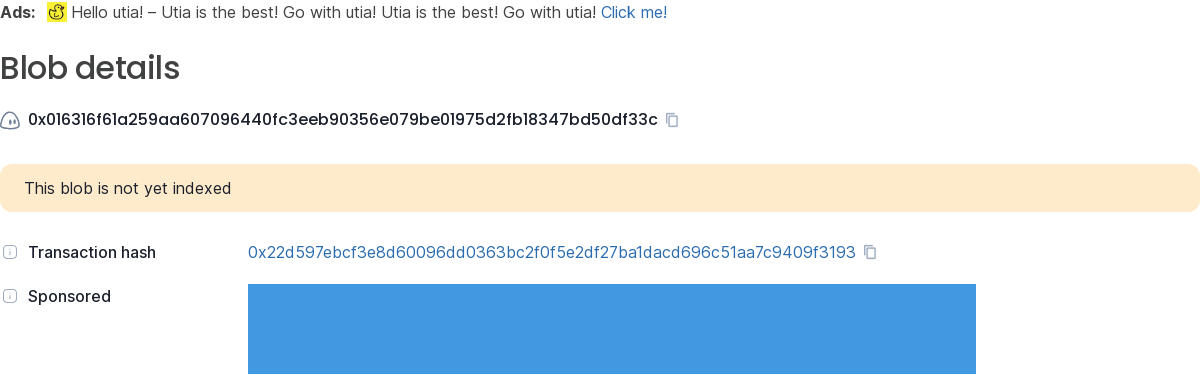 Ads: Hello utia! – Utia is the best! Go with utia! Utia is the best! Go with utia! Click me!
Blob details
0x016316f61a259aa607096440fc3eeb90356e079be01975d2fb18347bd50df33c
This blob is not yet indexed
Transaction hash 0x22d597ebcf3e8d60096dd0363bc2f0f5e2df27ba1dacd696c51aa7c9409f3193
Sponsored